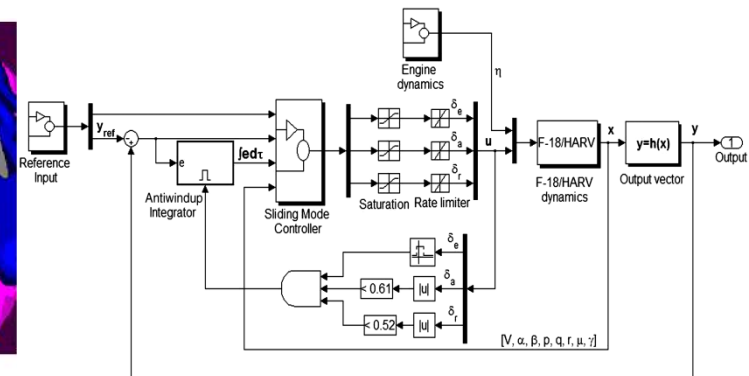 Engine
dynamics
η
Reference
Input
y_ref
-
+
e
∫edτ
Antiwindup
Integrator
Sliding Mode
Controller
Saturation
Rate limiter
δ_e
δ_a
δ_r
u
F-18/HARV
F-18/HARV
dynamics
x
y=h(x)
Output vector
y
1
Output
δ_e
< 0.61
|u|
δ_a
< 0.52
|u|
δ_r
[V, α, β, p, q, r, μ, γ]